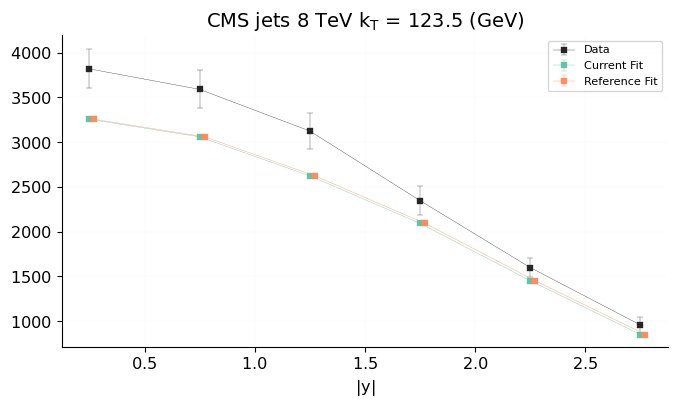 CMS jets 8 TeV k_T = 123.5 (GeV)
Data
Current Fit
Reference Fit
4000
3500
3000
2500
2000
1500
1000
0.5 1.0 1.5 2.0 2.5
|y|